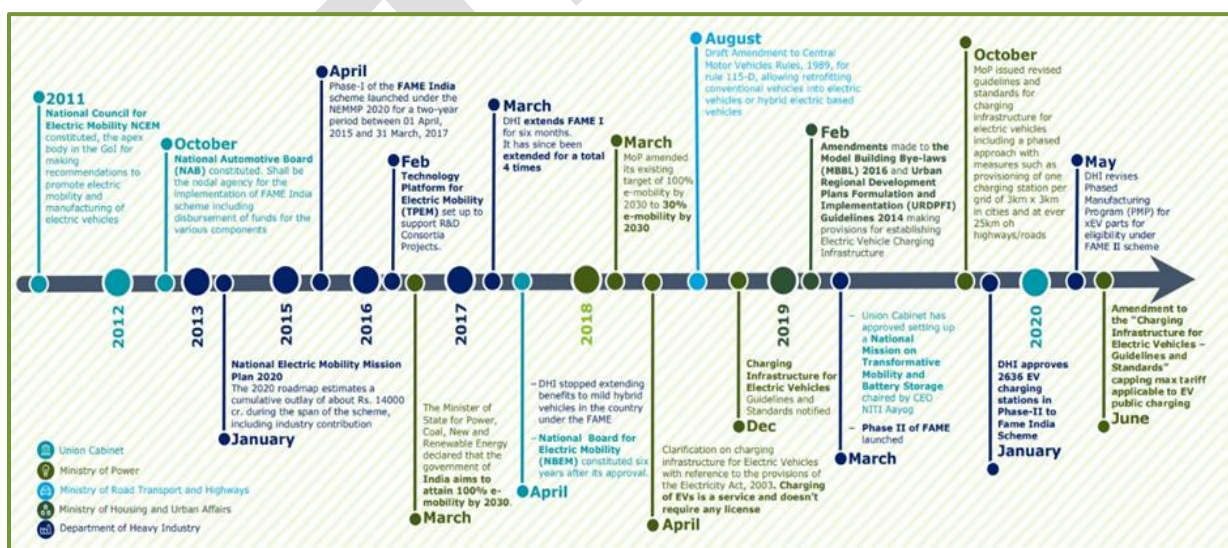 2011
National Council for
Electric Mobility NCEM
constituted, the apex
body in the GoI for
making
recommendations to
promote electric
mobility and
manufacturing of
electric vehicles
October
National Automotive Board
(NAB) constituted. Shall be
the nodal agency for the
implementation of FAME India
scheme including
disbursement of funds for the
various components
April
Phase-I of the FAME India
scheme launched under the
NEMMP 2020 for a two-year
period between 01 April,
2015 and 31 March, 2017
Feb
Technology
Platform for
Electric Mobility
(TPEM) set up to
support R&D
Consortia
Projects.
March
DHI extends FAME I
for six months.
It has since been
extended for a total
4 times
March
MoP amended
its existing
target of 100%
e-mobility by
2030 to 30%
e-mobility by
2030
August
Draft Amendment to Central
Motor Vehicles Rules, 1989, for
rule 115-D, allowing retrofitting
conventional vehicles into electric
vehicles or hybrid electric based
vehicles
Feb
Amendments made to the
Model Building Bye-laws
(MBBL) 2016 and Urban
Regional Development
Plans Formulation and
Implementation (URDPFI)
Guidelines 2014 making
provisions for establishing
Electric Vehicle Charging
Infrastructure
October
MoP issued revised
guidelines and
standards for
charging
infrastructure for
electric vehicles
including a phased
approach with
measures such as
provisioning of one
charging station per
grid of 3km x 3km
in cities and at ever
25km oh
highways/roads
May
DHI revises
Phased
Manufacturing
Program (PMP) for
xEV parts for
eligibility under
FAME II scheme
2012
2013
2015
2016
2017
2018
2019
2020
National Electric Mobility Mission
Plan 2020
The 2020 roadmap estimates a
cumulative outlay of about Rs. 14000
cr. during the span of the scheme,
including industry contribution
January
The Minister of
State for Power,
Coal, New and
Renewable Energy
declared that the
government of
India aims to
attain 100% e-
mobility by 2030.
March
– DHI stopped extending
benefits to mild hybrid
vehicles in the country
under the FAME
– National Board for
Electric Mobility
(NBEM) constituted six
years after its approval.
April
Clarification on charging
infrastructure for Electric Vehicles
with reference to the provisions of
the Electricity Act, 2003. Charging
of EVs is a service and doesn't
require any license
April
Charging
Infrastructure for
Electric Vehicles
Guidelines and
Standards notified
Dec
– Union Cabinet has
approved setting up
a National
Mission on
Transformative
Mobility and
Battery Storage
chaired by CEO
NITI Aayog
– Phase II of FAME
launched
March
DHI approves
2636 EV
charging
stations in
Phase-II to
Fame India
Scheme
January
Amendment to
the "Charging
Infrastructure for
Electric Vehicles –
Guidelines and
Standards"
capping max tariff
applicable to EV
public charging
June
Union Cabinet
Ministry of Power
Ministry of Road Transport and Highways
Ministry of Housing and Urban Affairs
Department of Heavy Industry